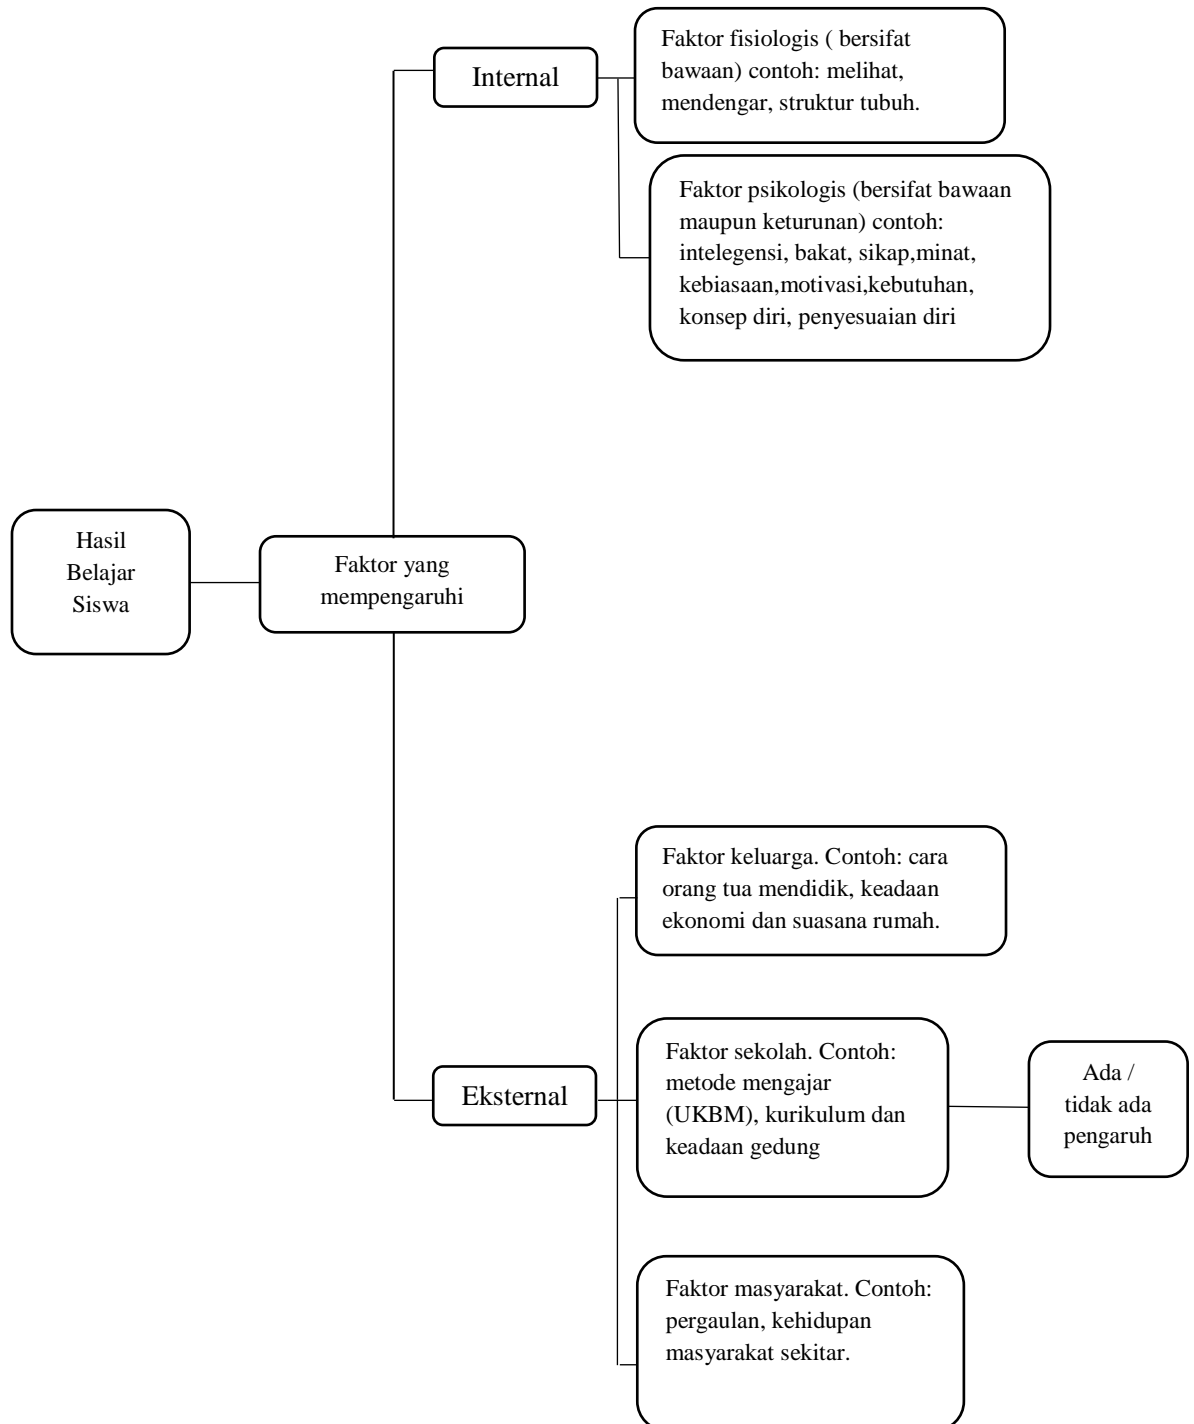 Faktor fisiologis ( bersifat
bawaan) contoh: melihat,
mendengar, struktur tubuh.
Internal
Faktor psikologis (bersifat bawaan
maupun keturunan) contoh:
intelegensi, bakat, sikap,minat,
kebiasaan,motivasi,kebutuhan,
konsep diri, penyesuaian diri
Hasil
Belajar
Siswa
Faktor yang
mempengaruhi
Faktor keluarga. Contoh: cara
orang tua mendidik, keadaan
ekonomi dan suasana rumah.
Eksternal
Faktor sekolah. Contoh:
metode mengajar
(UKBM), kurikulum dan
keadaan gedung
Ada /
tidak ada
pengaruh
Faktor masyarakat. Contoh:
pergaulan, kehidupan
masyarakat sekitar.